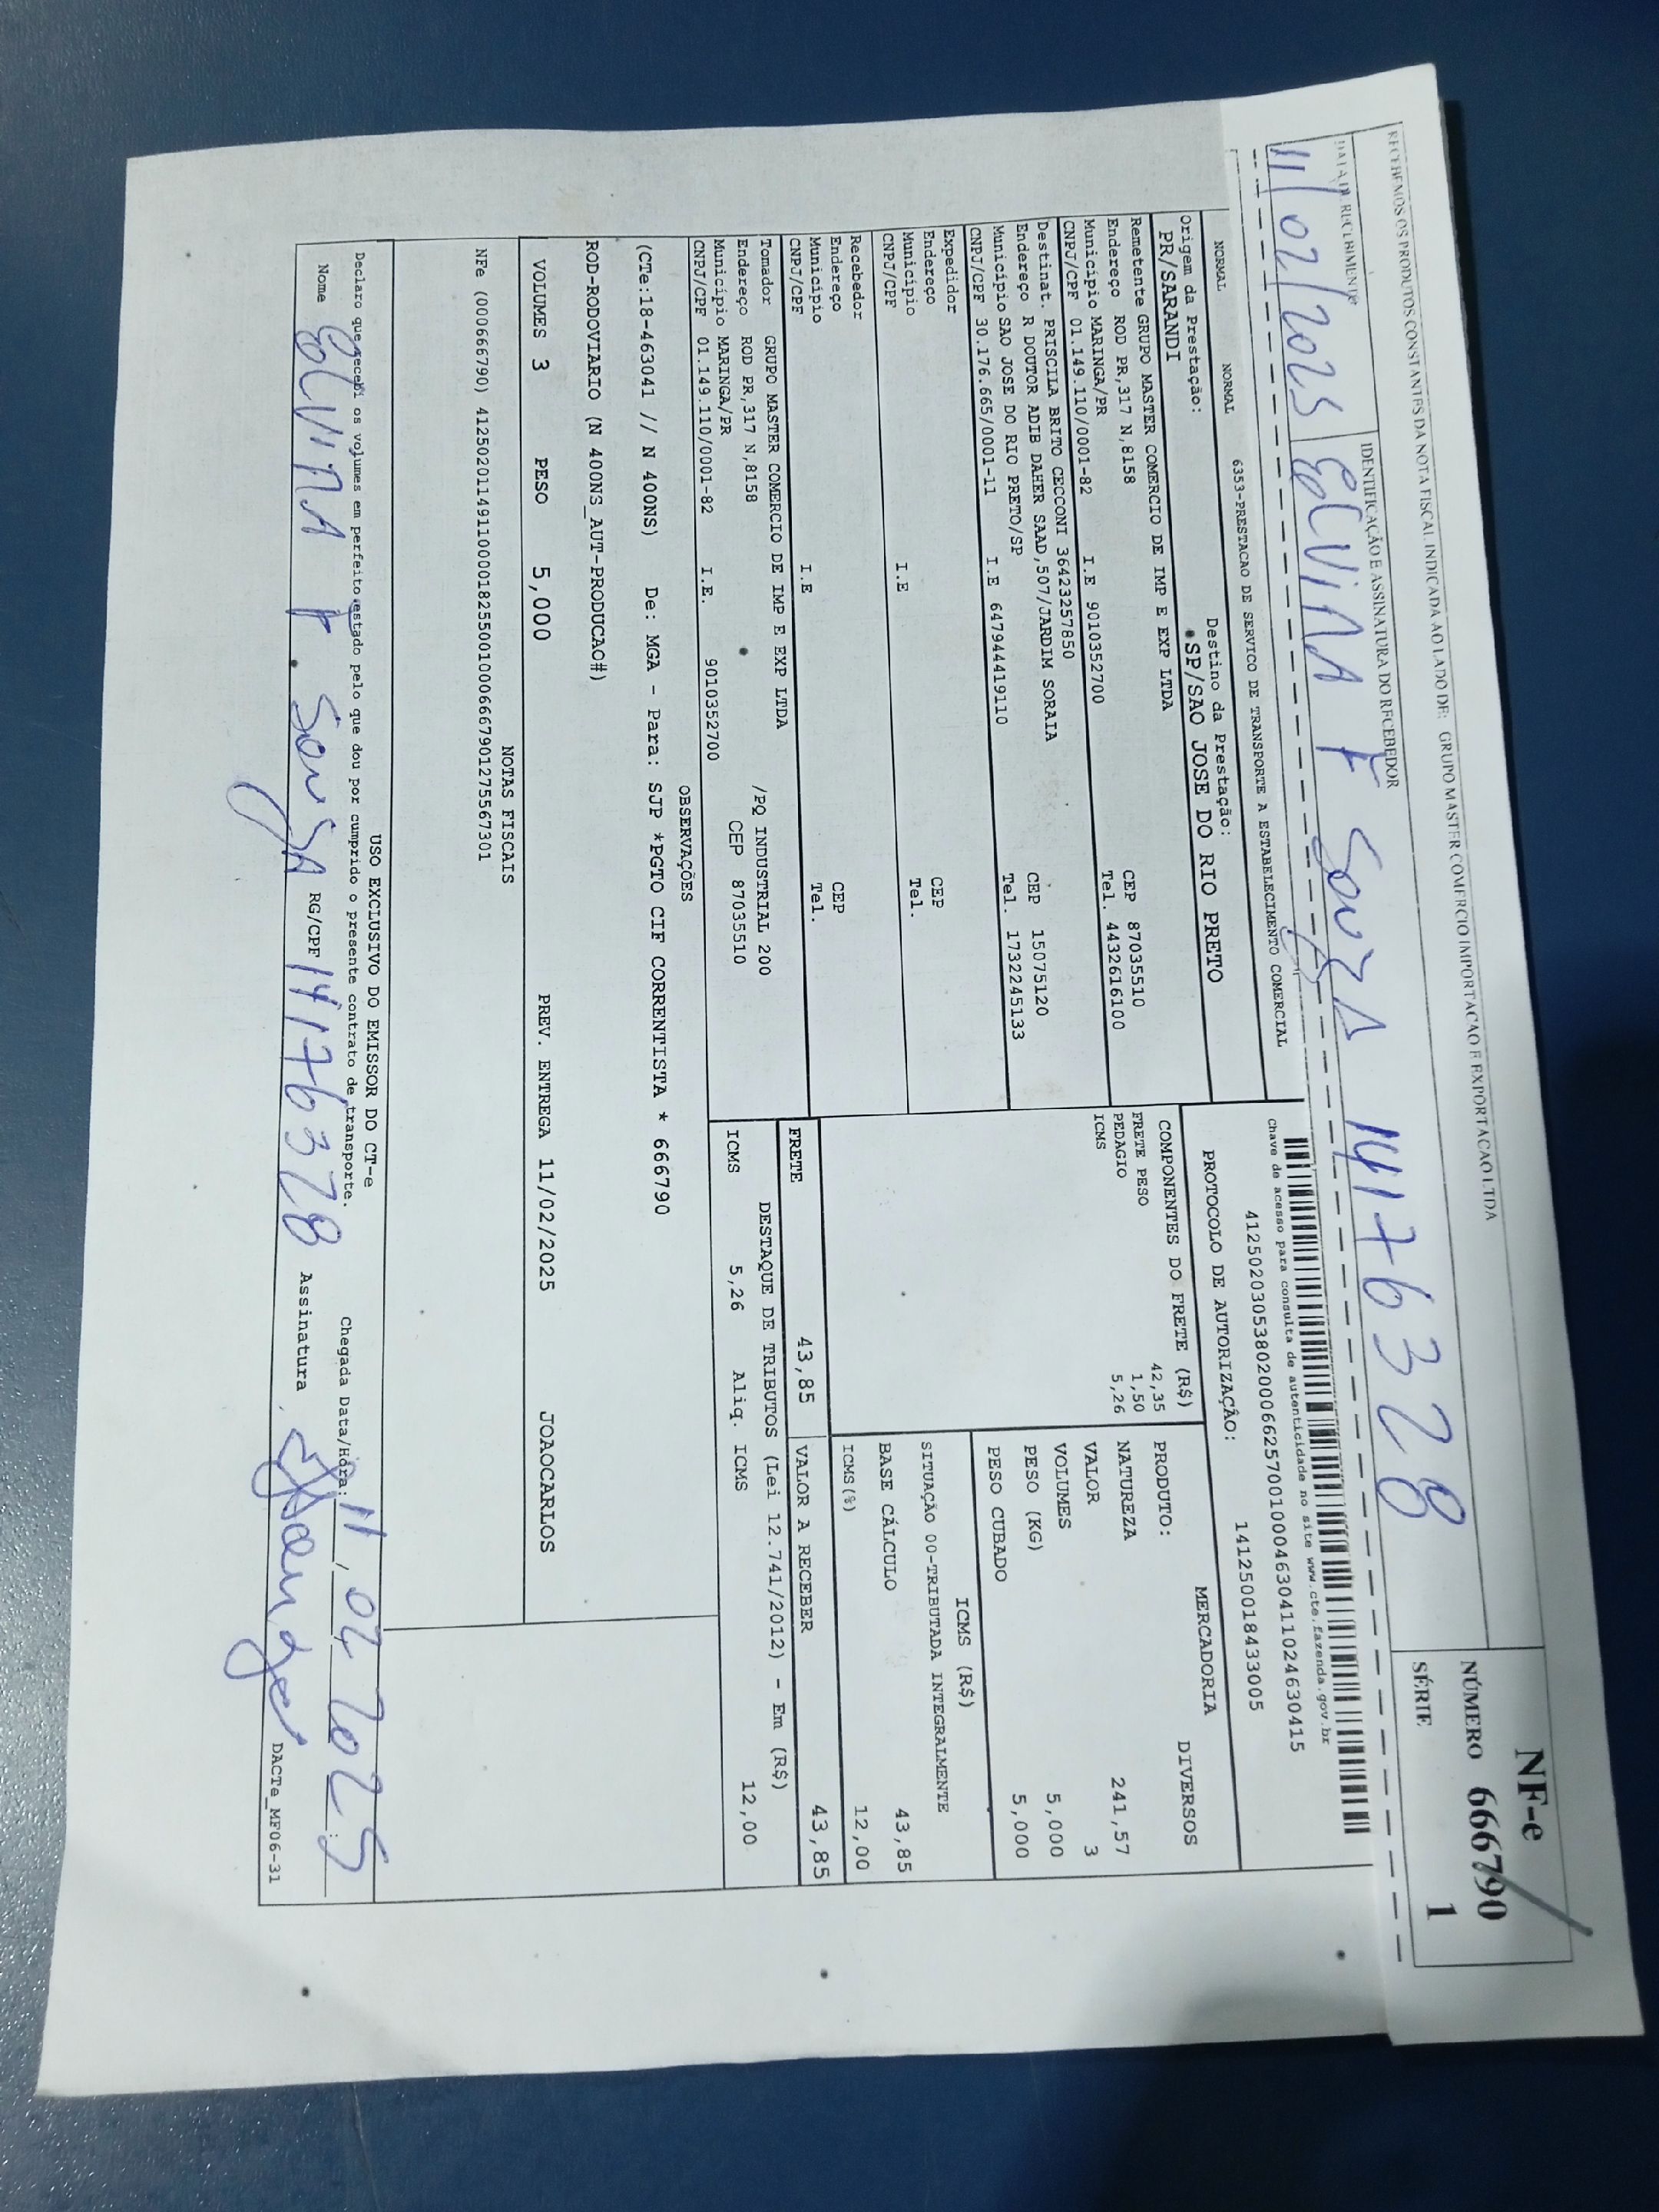 RECEBEMOS OS PRODUTOS CONSTANTES DA NOTA FISCAL INDICADA AO LADO DE: GRUPO MASTER COMERCIO IMPORTACAO E EXPORTACAO LTDA
NF-e
NÚMERO 666790
SÉRIE 1
DATA DE RECEBIMENTO
IDENTIFICAÇÃO E ASSINATURA DO RECEBEDOR
11/02/2025 Elvina F Souza 14176328
NORMAL NORMAL 6353-PRESTACAO DE SERVICO DE TRANSPORTE A ESTABELECIMENTO COMERCIAL
Chave de acesso para consulta de autenticidade no site www.cte.fazenda.gov.br
41250203053802000662570010004630411024630415
Origem da Prestação: Destino da Prestação:
PR/SARANDI SP/SAO JOSE DO RIO PRETO
PROTOCOLO DE AUTORIZAÇÃO: 141250018433005
Remetente GRUPO MASTER COMERCIO DE IMP E EXP LTDA
Endereço ROD PR,317 N,8158 CEP 87035510
Município MARINGA/PR Tel. 4432616100
CNPJ/CPF 01.149.110/0001-82 I.E 9010352700
Destinat. PRISCILA BRITO CECCONI 36423257850
Endereço R DOUTOR ADIB DAHER SAAD,507/JARDIM SORAIA CEP 15075120
Município SAO JOSE DO RIO PRETO/SP Tel. 1732245133
CNPJ/CPF 30.176.665/0001-11 I.E 647944419110
Expedidor
Endereço CEP
Município Tel.
CNPJ/CPF I.E
Recebedor
Endereço CEP
Município Tel.
CNPJ/CPF I.E
Tomador GRUPO MASTER COMERCIO DE IMP E EXP LTDA
Endereço ROD PR,317 N,8158 /PQ INDUSTRIAL 200
Município MARINGA/PR CEP 87035510
CNPJ/CPF 01.149.110/0001-82 I.E. 9010352700
COMPONENTES DO FRETE (R$)
FRETE PESO 42,35
PEDAGIO 1,50
ICMS 5,26
MERCADORIA
PRODUTO: DIVERSOS
NATUREZA
VALOR 241,57
VOLUMES 3
PESO (KG) 5,000
PESO CUBADO 5,000
ICMS (R$)
SITUAÇÃO 00-TRIBUTADA INTEGRALMENTE
BASE CÁLCULO 43,85
ICMS(%) 12,00
FRETE 43,85 VALOR A RECEBER 43,85
DESTAQUE DE TRIBUTOS (Lei 12.741/2012) - Em (R$)
ICMS 5,26 Aliq. ICMS 12,00
OBSERVAÇÕES
(CTe:18-463041 // N 400NS) De: MGA - Para: SJP *PGTO CIF CORRENTISTA * 666790
ROD-RODOVIARIO (N 400NS_AUT-PRODUCAO#)
VOLUMES 3 PESO 5,000 PREV. ENTREGA 11/02/2025 JOAOCARLOS
NOTAS FISCAIS
NFe (000666790) 41250201149110000182550010006667901275567301
USO EXCLUSIVO DO EMISSOR DO CT-e
Declaro que recebi os volumes em perfeito estado pelo que dou por cumprido o presente contrato de transporte.
Chegada Data/Hora: 11, 02 2025
Nome Elvina F. Souza RG/CPF 14176328 Assinatura
DACTe_MF06-31